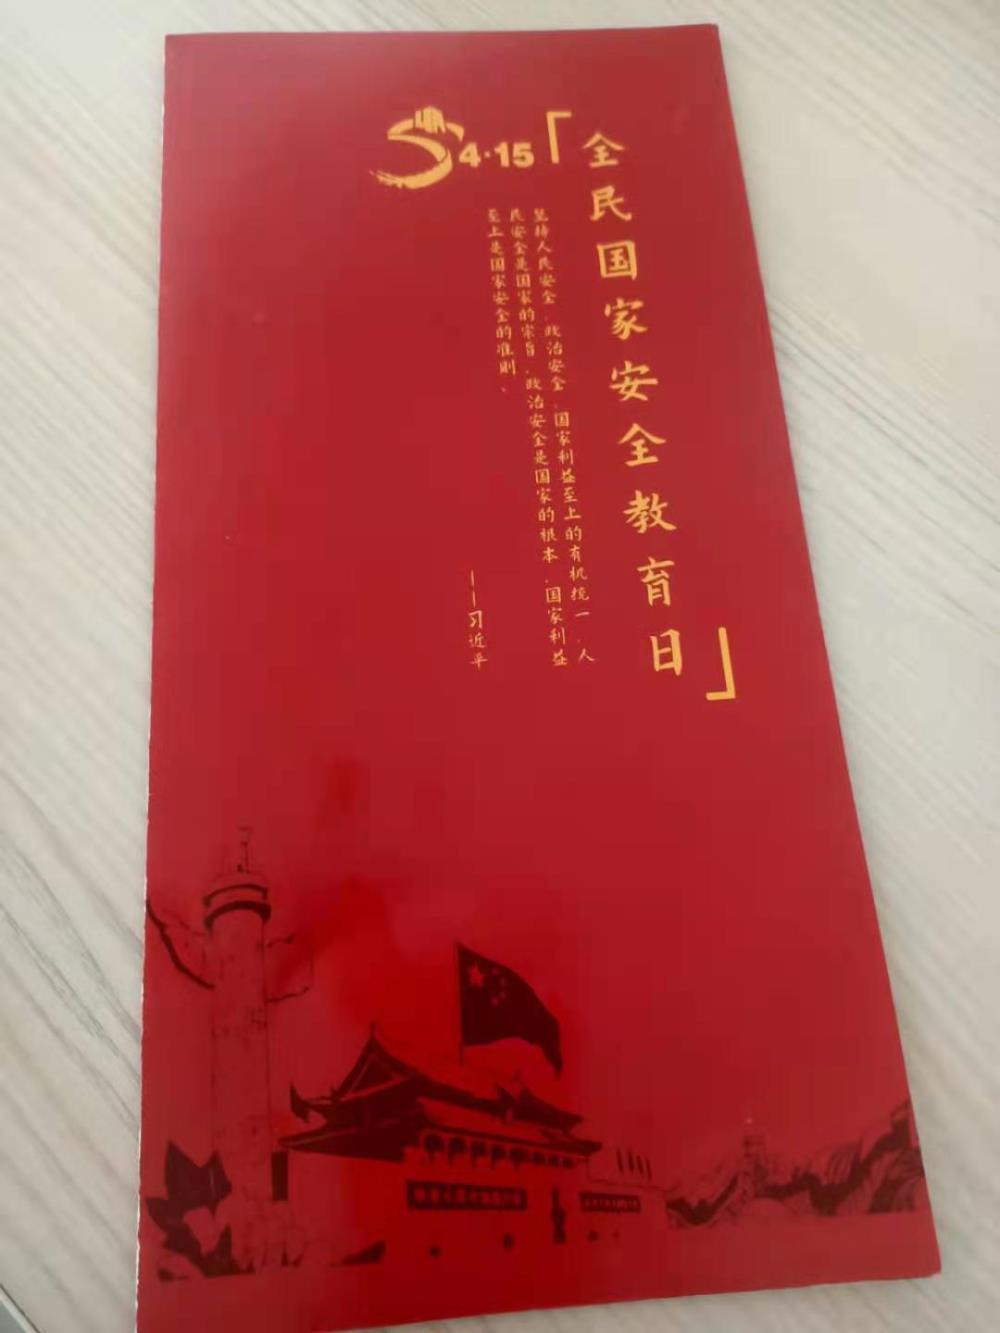 4·15
「全民国家安全教育日」
坚持人民安全、政治安全、国家利益至上的有机统一、人
民安全是国家的宗旨、政治安全是国家的根本、国家利益
至上是国家安全的准则、
——习近平